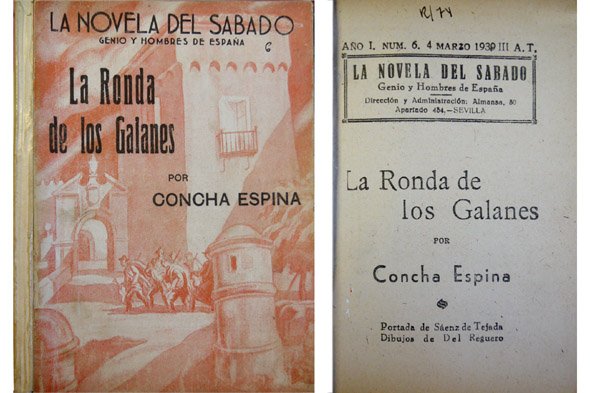 LA NOVELA DEL SABADO
GENIO Y HOMBRES DE ESPAÑA
6
La Ronda
de los Galanes
POR
CONCHA ESPINA
R/74
AÑO I. NUM. 6. 4 MARZO 1939 III A. T.
LA NOVELA DEL SABADO
Genio y Hombres de España
Dirección y Administración: Almansa, 50
Apartado 484.—SEVILLA
La Ronda de
los Galanes
POR
Concha Espina
Portada de Sáenz de Tejada
Dibujos de Del Reguero